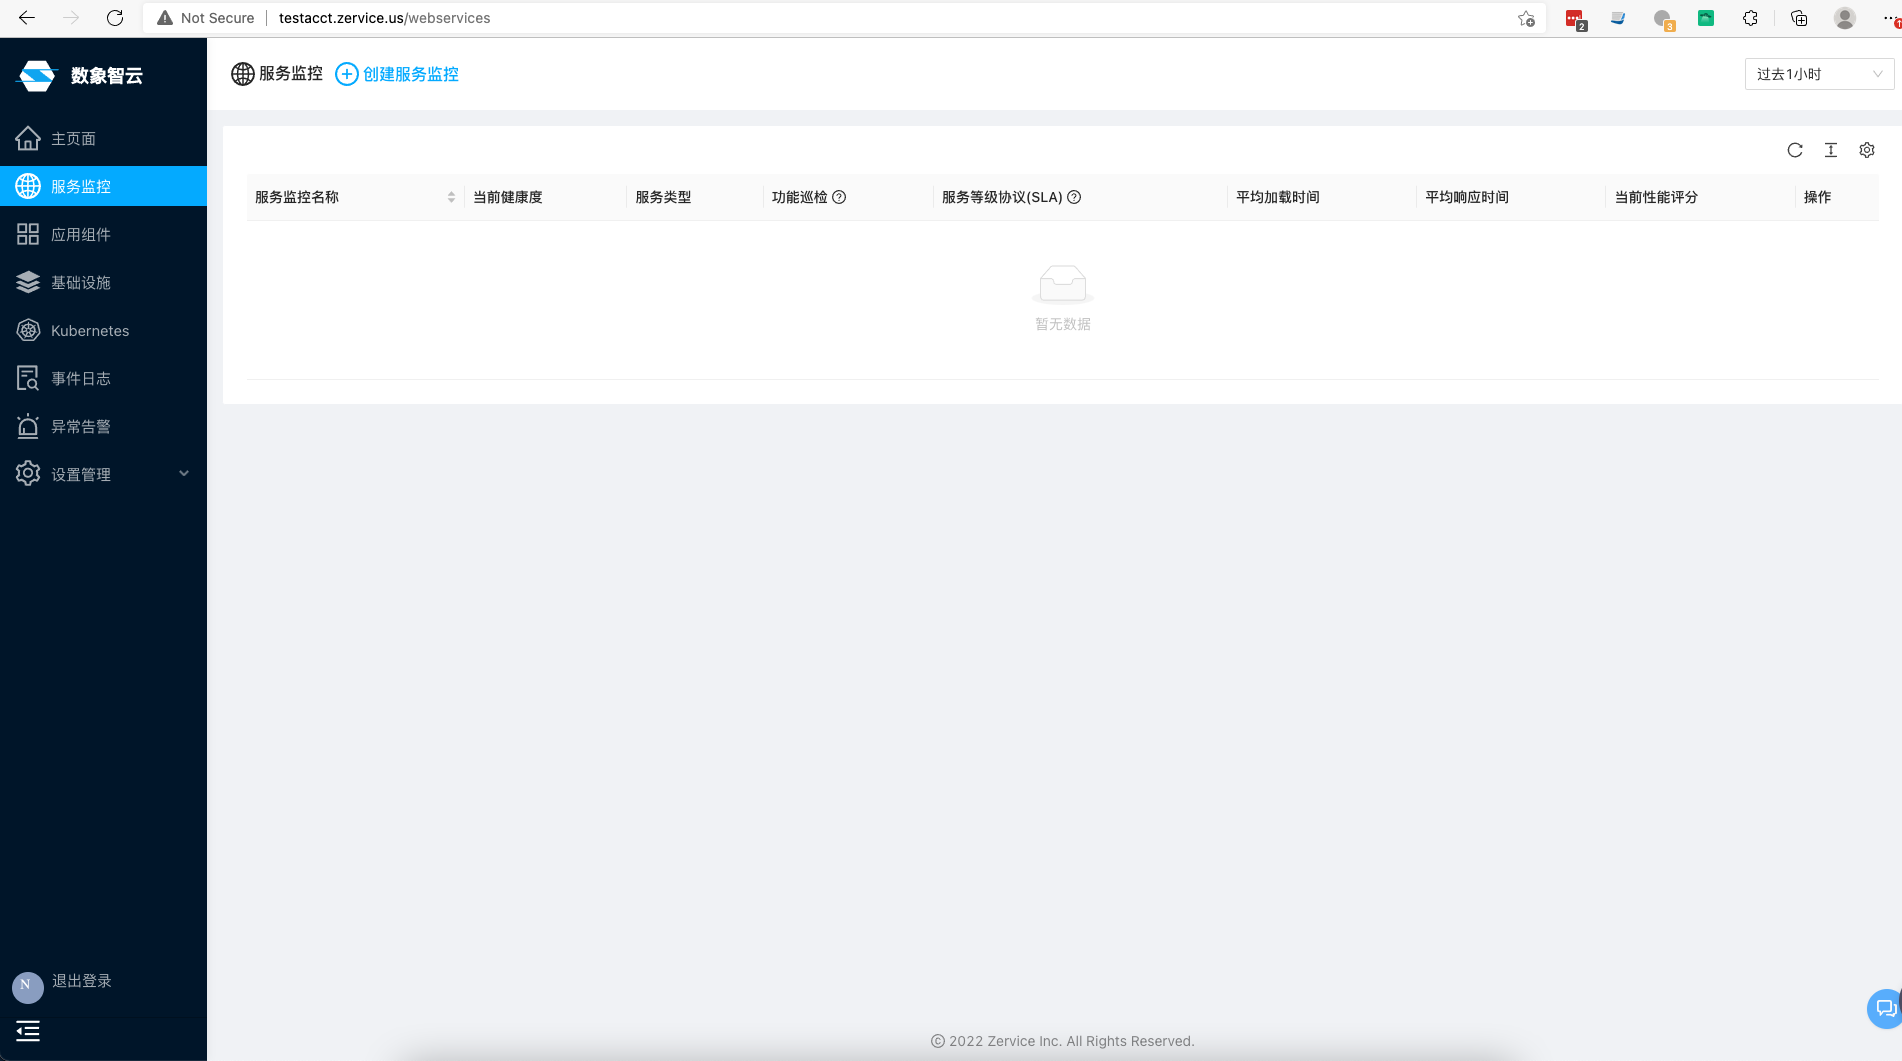 Not Secure testacct.zervice.us/webservices
2
3
数象智云
主页面
服务监控
应用组件
基础设施
Kubernetes
事件日志
异常告警
设置管理
N 退出登录
服务监控 创建服务监控
过去1小时
服务监控名称 当前健康度 服务类型 功能巡检 服务等级协议(SLA) 平均加载时间 平均响应时间 当前性能评分 操作
暂无数据
© 2022 Zervice Inc. All Rights Reserved.